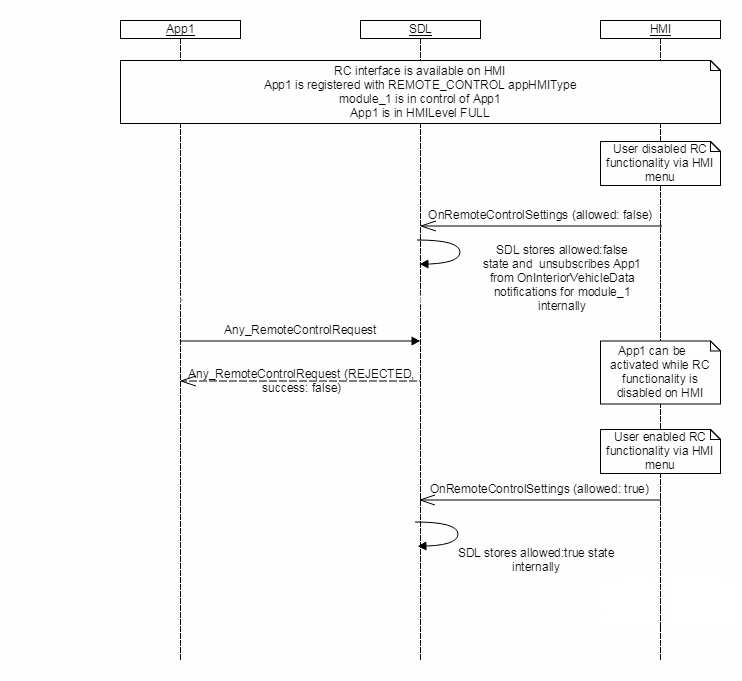 App1
SDL
HMI
RC interface is available on HMI
App1 is registered with REMOTE_CONTROL appHMIType
module_1 is in control of App1
App1 is in HMILevel FULL
User disabled RC
functionality via HMI
menu
OnRemoteControlSettings (allowed: false)
SDL stores allowed:false
state and unsubscribes App1
from OnInteriorVehicleData
notifications for module_1
internally
Any_RemoteControlRequest
App1 can be
activated while RC
functionality is
disabled on HMI
Any_RemoteControlRequest (REJECTED,
success: false)
User enabled RC
functionality via HMI
menu
OnRemoteControlSettings (allowed: true)
SDL stores allowed:true state
internally